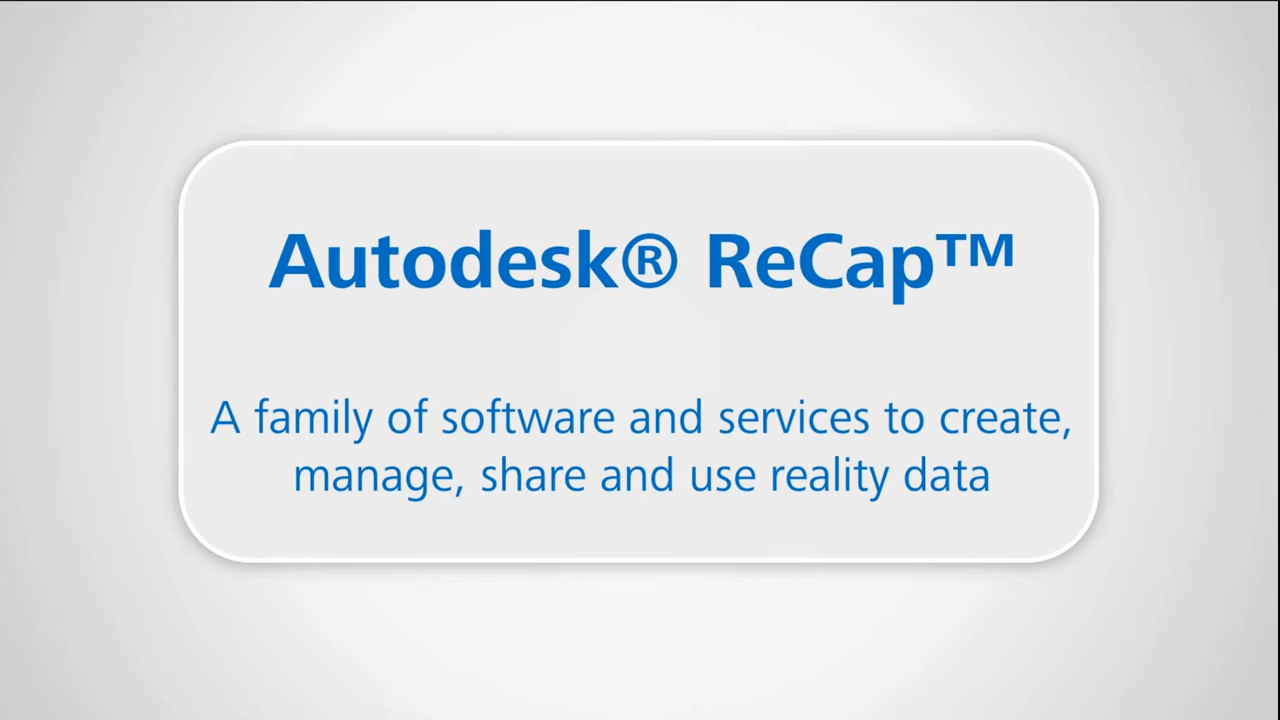 Autodesk® ReCap™
A family of software and services to create,
manage, share and use reality data